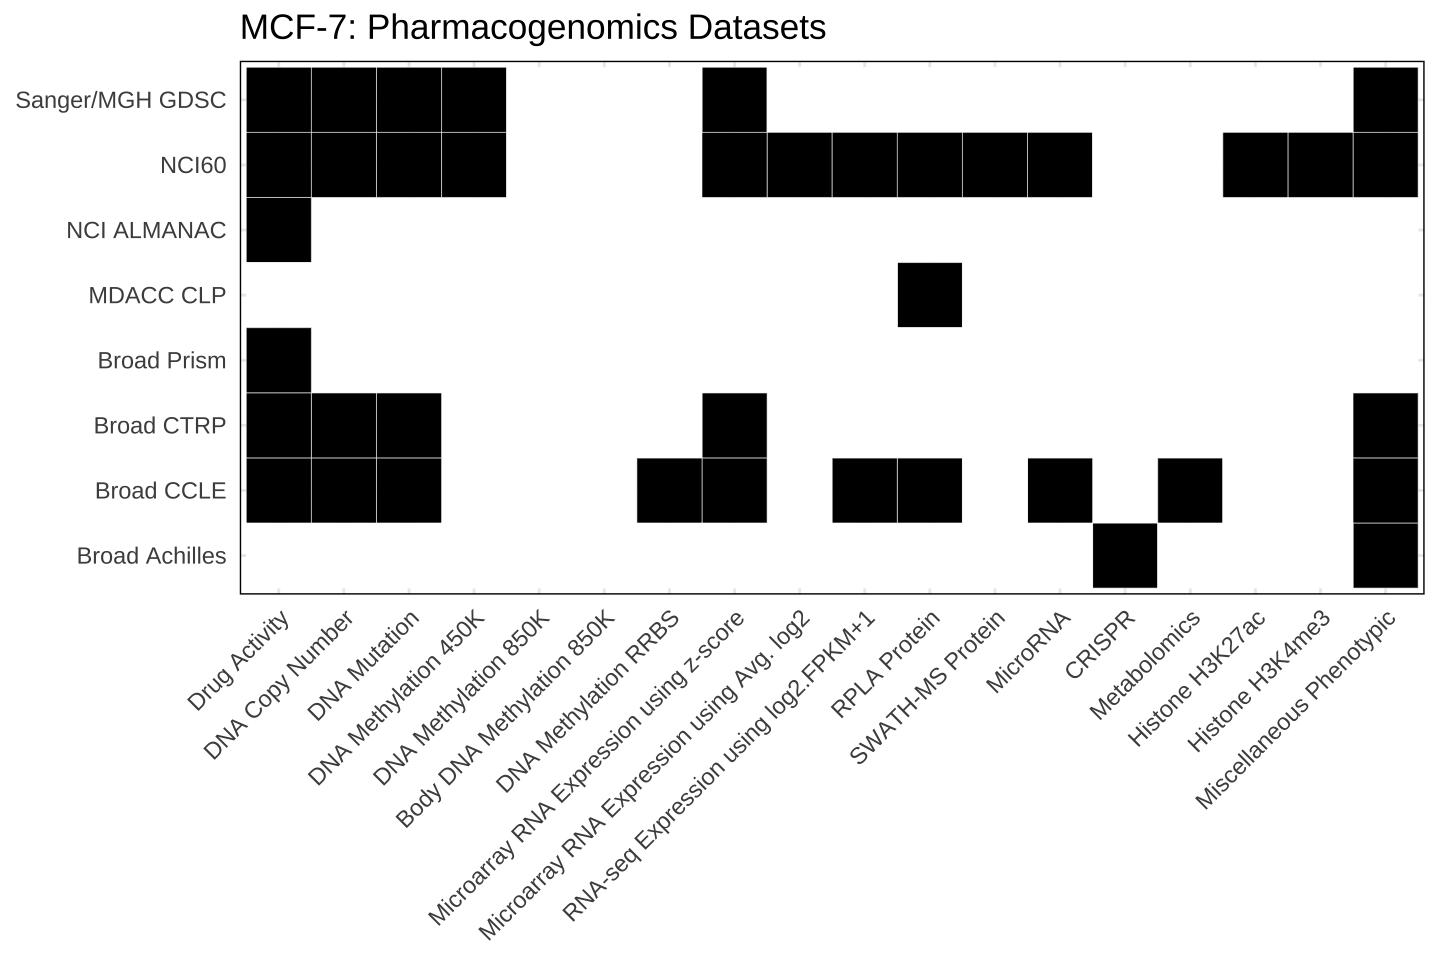 MCF-7: Pharmacogenomics Datasets
Sanger/MGH GDSC
NCI60
NCI ALMANAC
MDACC CLP
Broad Prism
Broad CTRP
Broad CCLE
Broad Achilles
Drug Activity
DNA Copy Number
DNA Mutation
DNA Methylation 450K
DNA Methylation 850K
Body DNA Methylation 850K
DNA Methylation RRBS
Microarray RNA Expression using z-score
Microarray RNA Expression using Avg. log2
RNA-seq Expression using log2.FPKM+1
RPLA Protein
SWATH-MS Protein
MicroRNA
CRISPR
Metabolomics
Histone H3K27ac
Histone H3K4me3
Miscellaneous Phenotypic